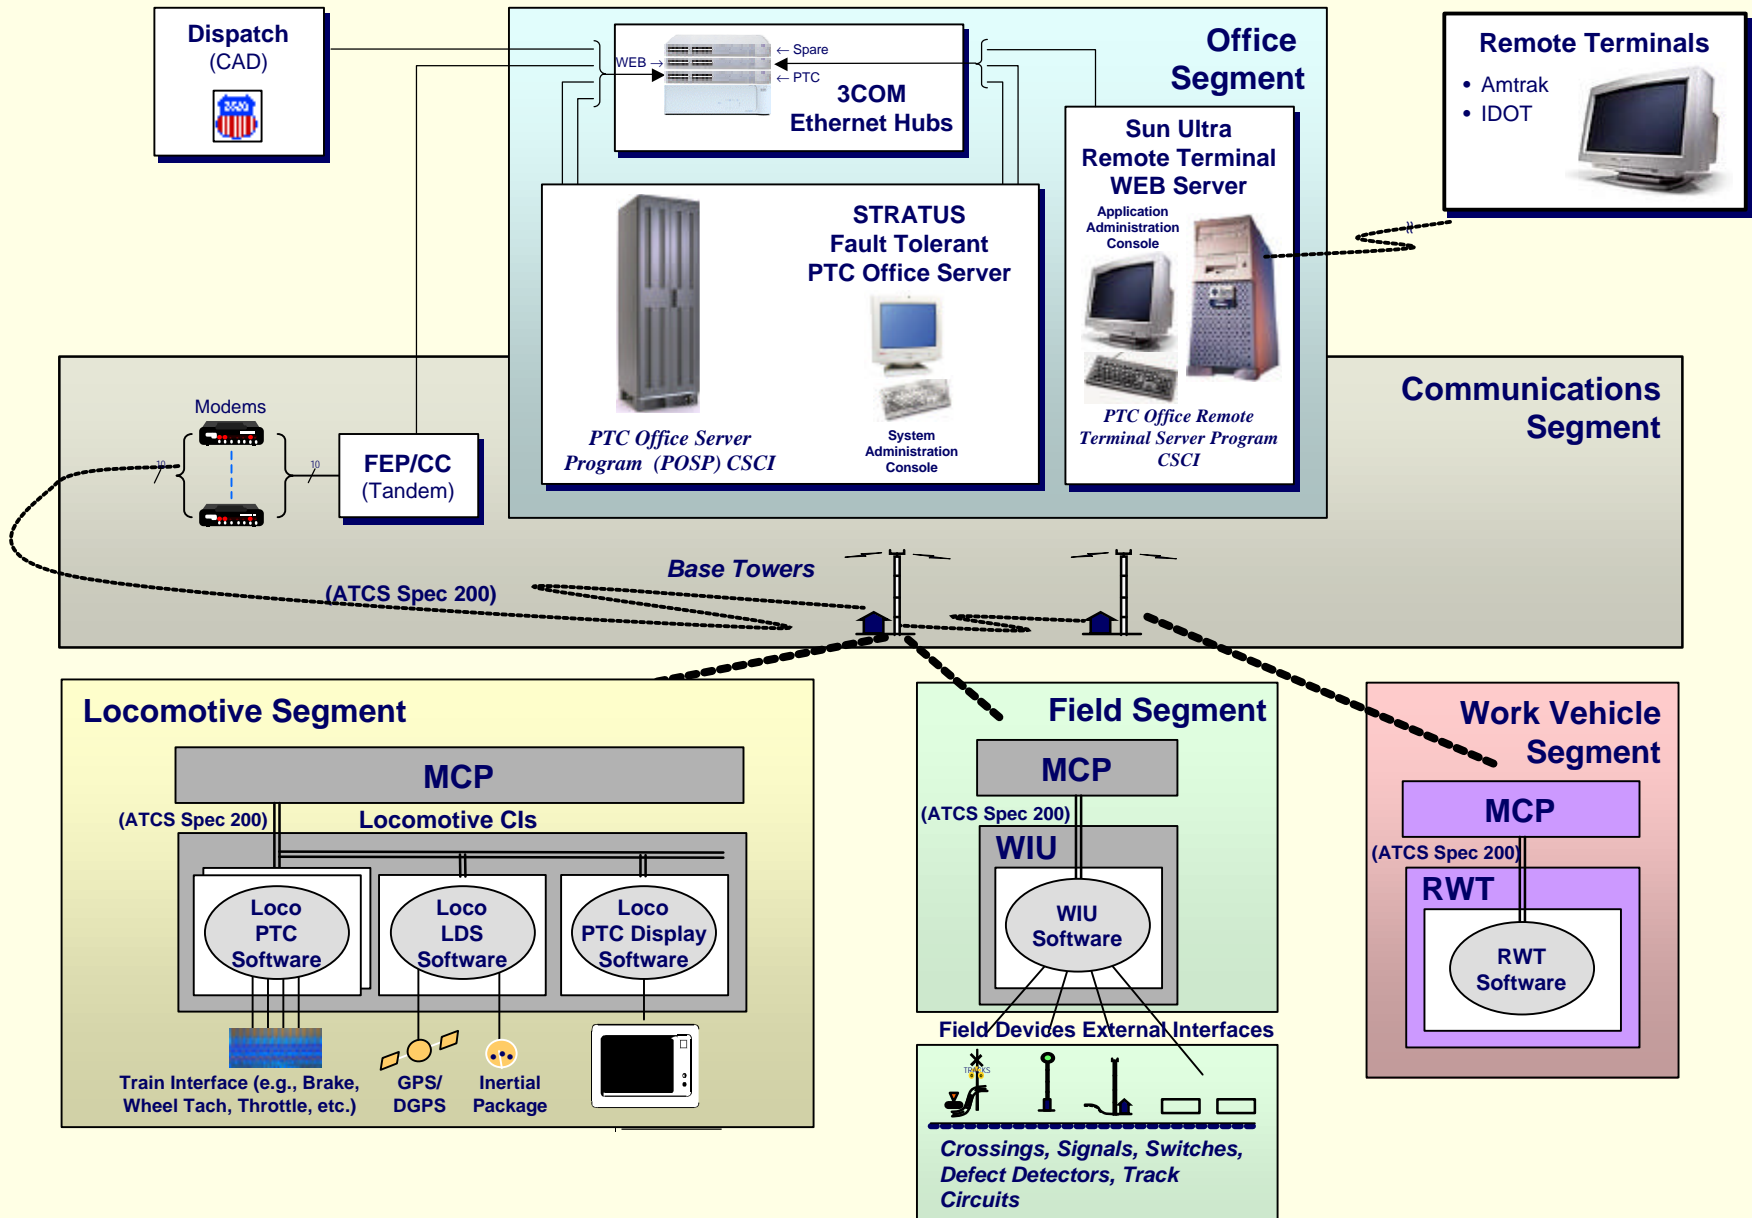 Dispatch
(CAD)
WEB →
← Spare
← PTC
3COM
Ethernet Hubs
Office
Segment
Remote Terminals
• Amtrak
• IDOT
Sun Ultra
Remote Terminal
WEB Server
Application
Administration
Console
PTC Office Remote
Terminal Server Program
CSCI
STRATUS
Fault Tolerant
PTC Office Server
PTC Office Server
Program (POSP) CSCI
System
Administration
Console
Communications
Segment
Modems
10
10
FEP/CC
(Tandem)
Base Towers
(ATCS Spec 200)
Locomotive Segment
MCP
(ATCS Spec 200)
Locomotive CIs
Loco
PTC
Software
Loco
LDS
Software
Loco
PTC Display
Software
Train Interface (e.g., Brake,
Wheel Tach, Throttle, etc.)
GPS/
DGPS
Inertial
Package
Field Segment
MCP
(ATCS Spec 200)
WIU
WIU
Software
Field Devices External Interfaces
TRACKS
Crossings, Signals, Switches,
Defect Detectors, Track
Circuits
Work Vehicle
Segment
MCP
(ATCS Spec 200)
RWT
RWT
Software